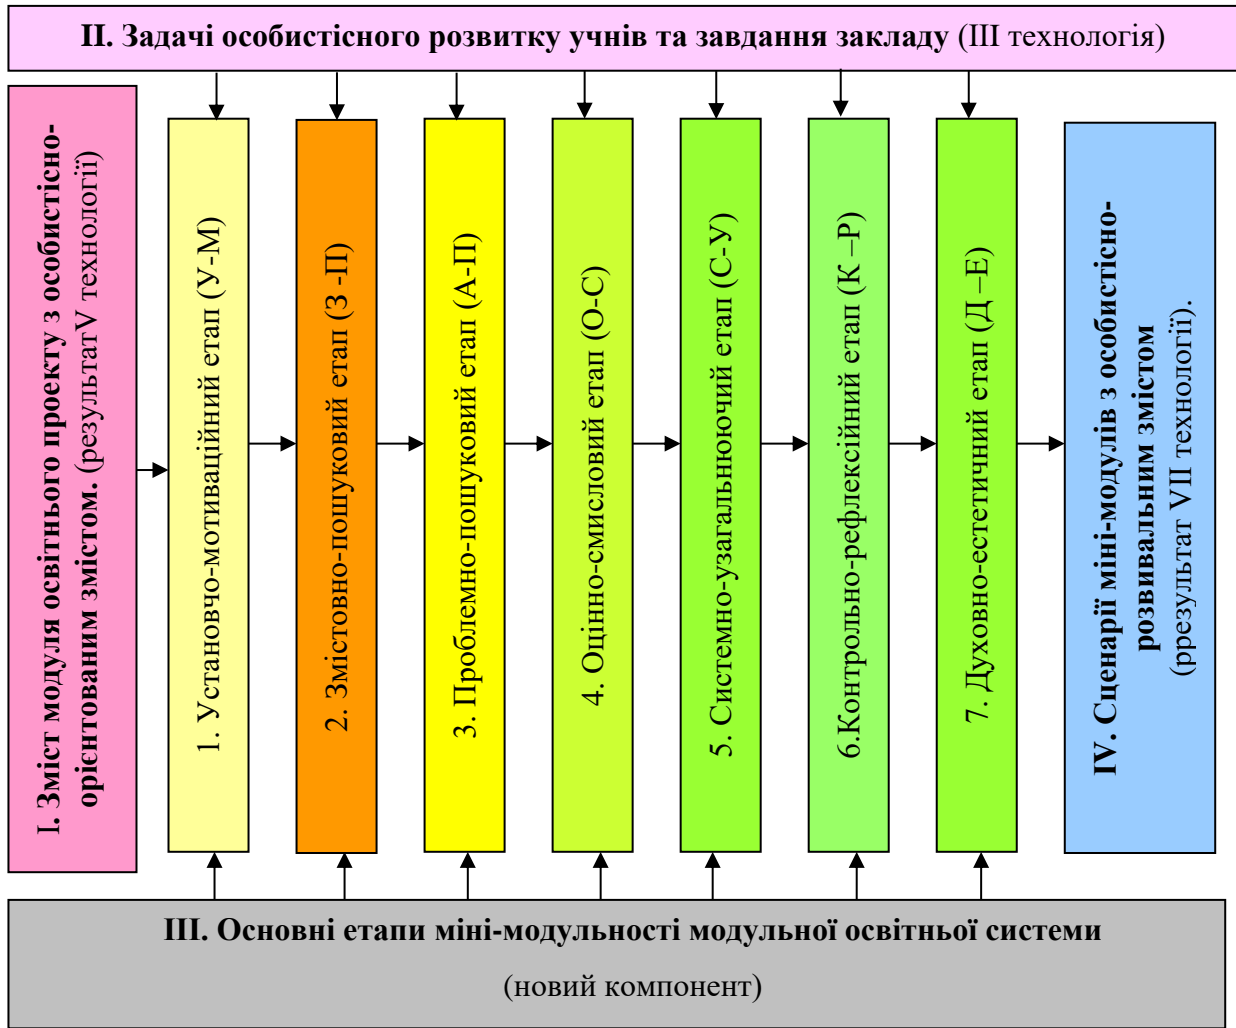 II. Задачі особистісного розвитку учнів та завдання закладу (III технологія)
I. Зміст модуля освітнього проекту з особистісно-
орієнтованим змістом. (результатV технології)
1. Установчо-мотиваційний етап (У-М)
2. Змістовно-пошуковий етап (З -П)
3. Проблемно-пошуковий етап (А-П)
4. Оцінно-смисловий етап (О-С)
5. Системно-узагальнюючий етап (С-У)
6.Контрольно-рефлексійний етап (К –Р)
7. Духовно-естетичний етап (Д –Е)
IV. Сценарії міні-модулів з особистісно-
розвивальним змістом
(ррезультат VII технології).
III. Основні етапи міні-модульності модульної освітньої системи
(новий компонент)